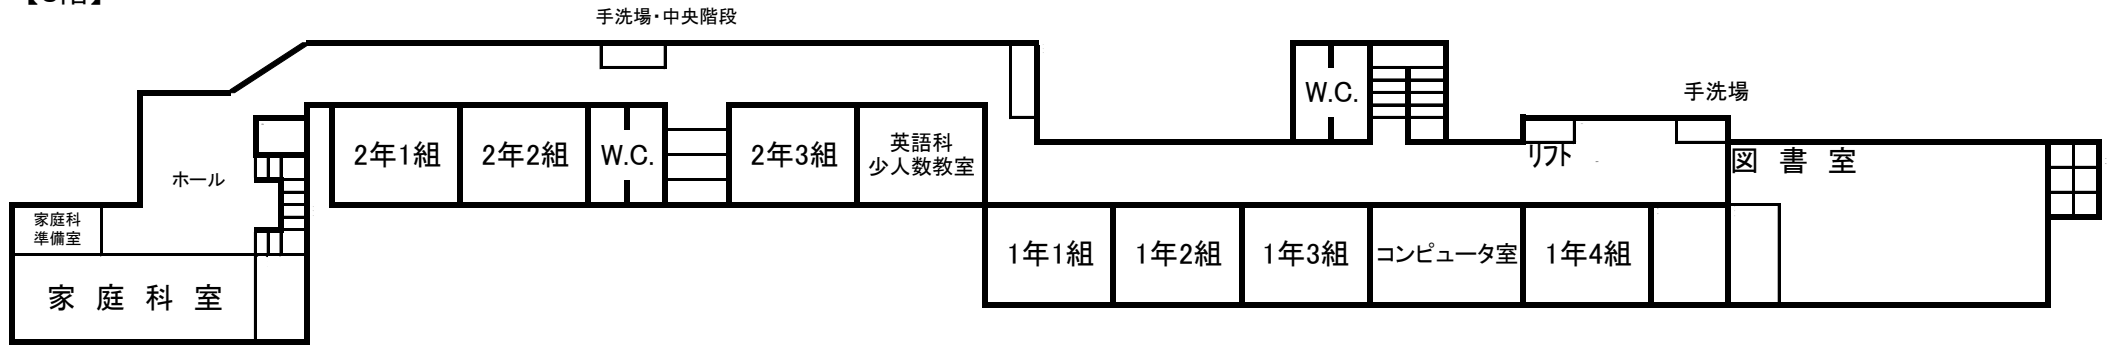 手洗場・中央階段
W.C.
手洗場
2年1組
2年2組
W.C.
2年3組
英語科
少人数教室
リフト
図書室
ホール
家庭科
準備室
1年1組
1年2組
1年3組
コンピュータ室
1年4組
家庭科室